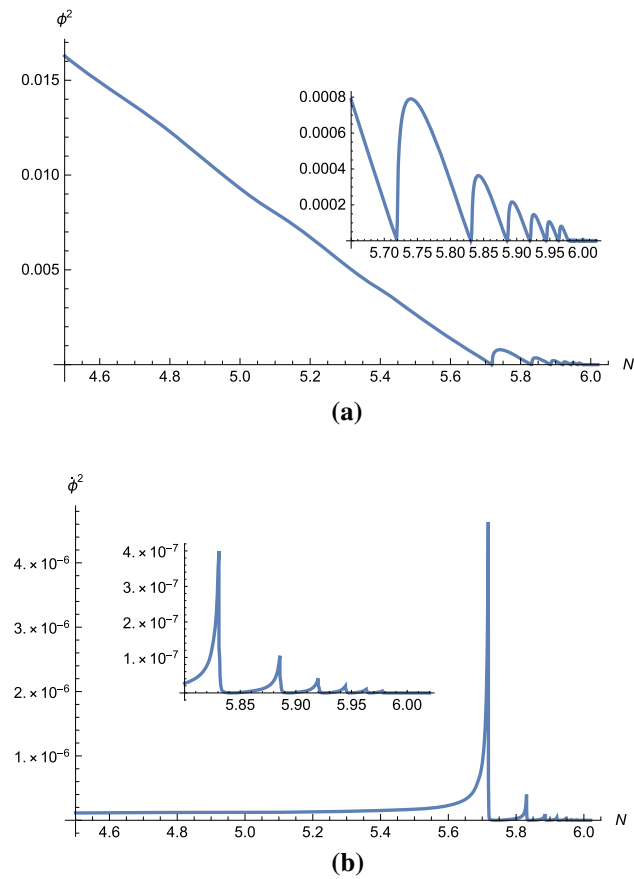 ϕ²
0.015
0.010
0.005
4.6 4.8 5.0 5.2 5.4 5.6 5.8 6.0 N
0.0008
0.0006
0.0004
0.0002
5.70 5.75 5.80 5.85 5.90 5.95 6.00
(a)
ϕ̇²
4. × 10⁻⁶
3. × 10⁻⁶
2. × 10⁻⁶
1. × 10⁻⁶
4.6 4.8 5.0 5.2 5.4 5.6 5.8 6.0 N
4. × 10⁻⁷
3. × 10⁻⁷
2. × 10⁻⁷
1. × 10⁻⁷
5.85 5.90 5.95 6.00
(b)